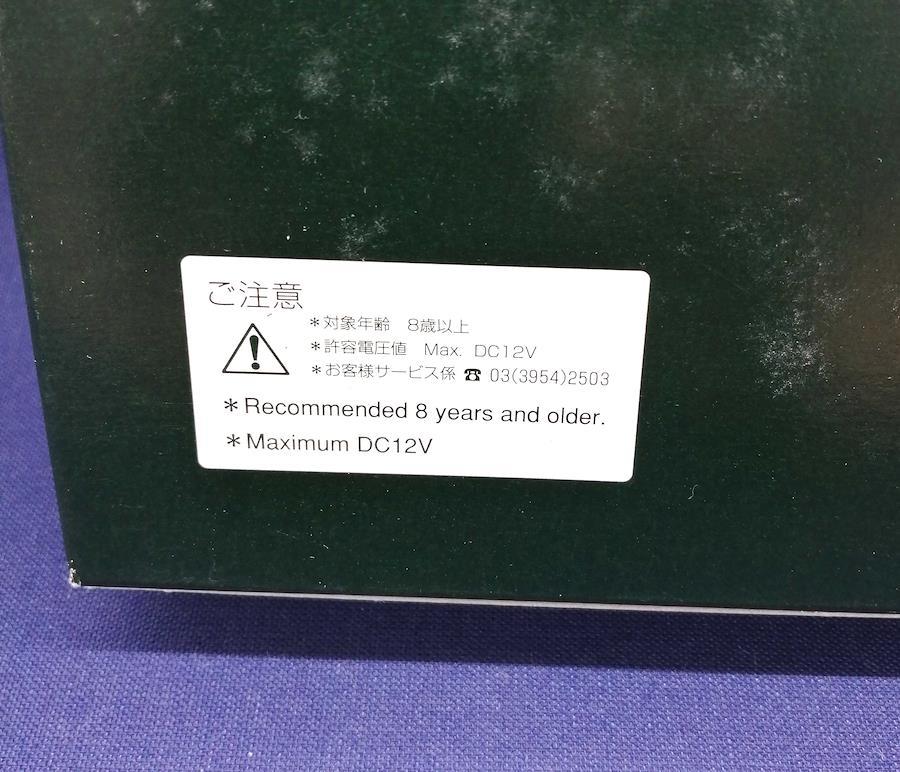 ご注意
＊対象年齢　8歳以上
＊許容電圧値　Max. DC12V
＊お客様サービス係 ☎ 03(3954)2503
＊Recommended 8 years and older.
＊Maximum DC12V